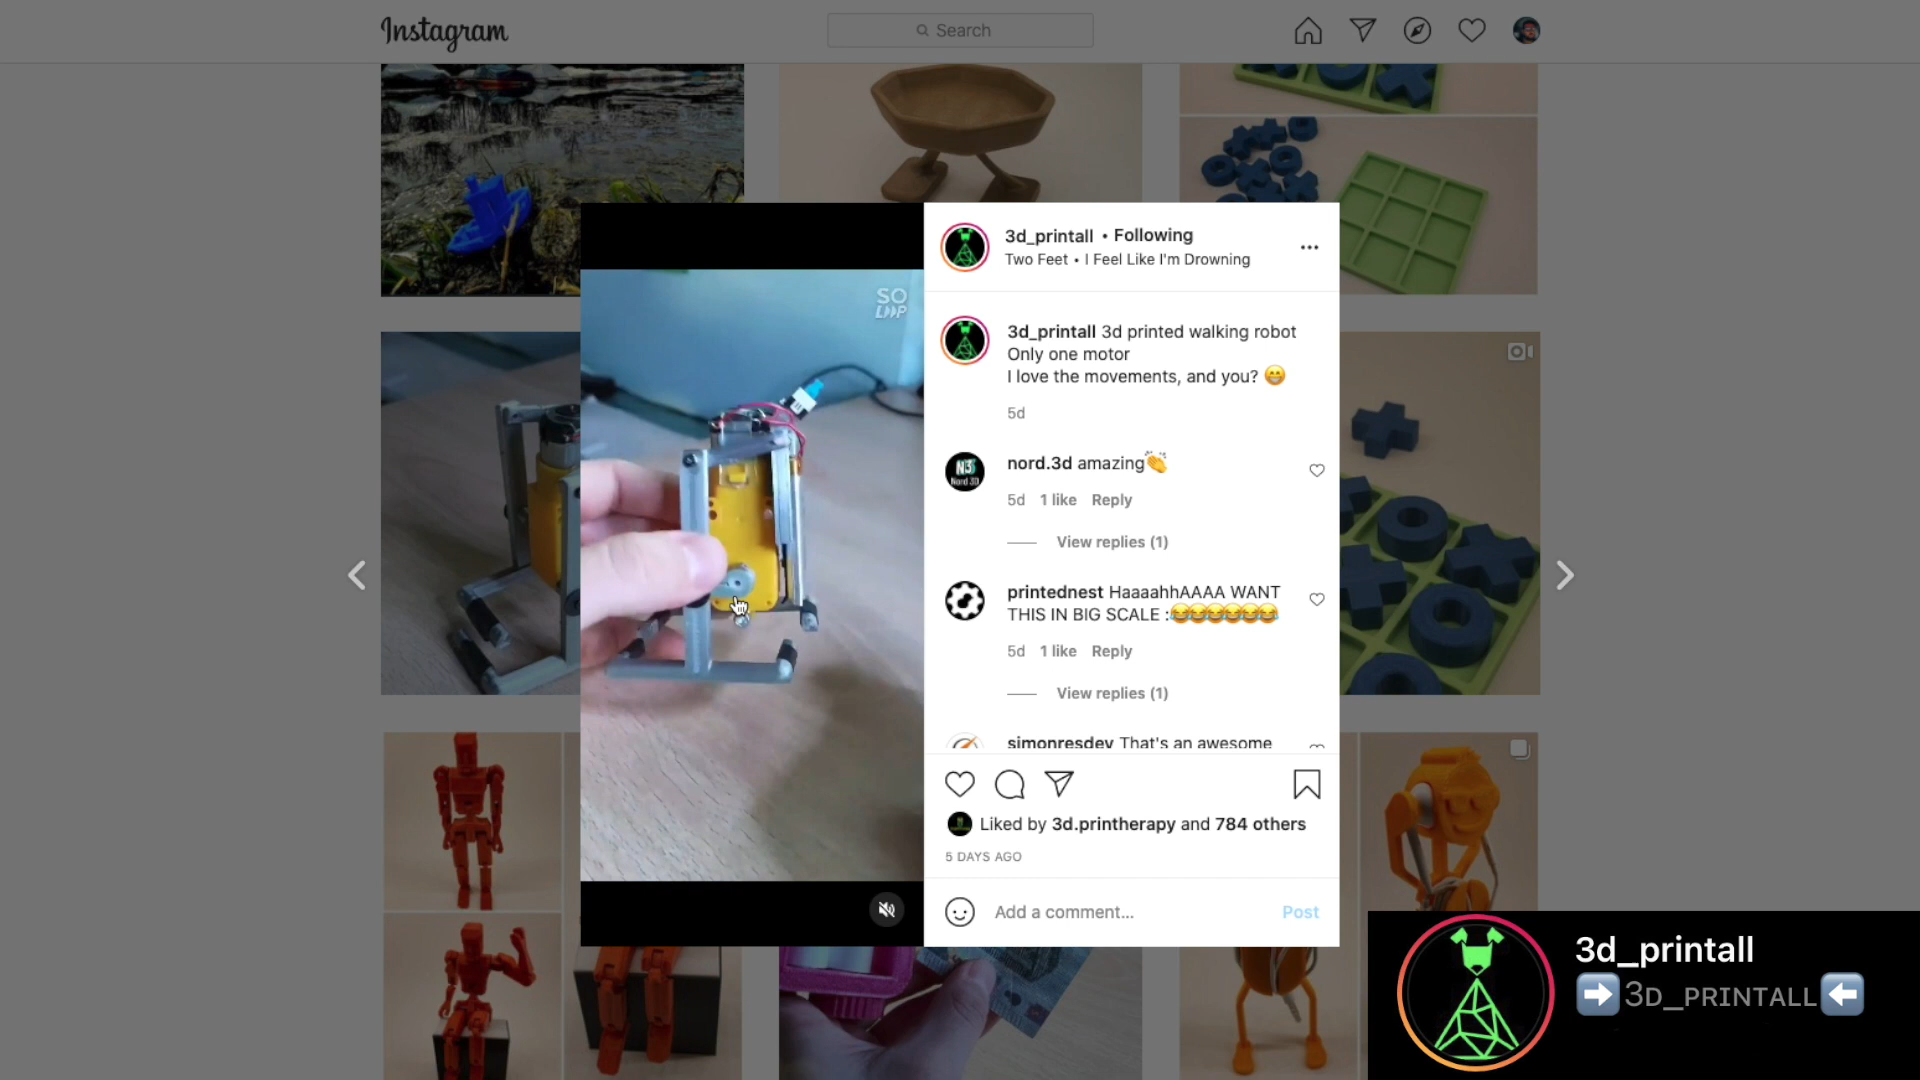 Instagram
Search
SO
LOOP
3d_printall • Following
Two Feet • I Feel Like I'm Drowning
3d_printall 3d printed walking robot
Only one motor
I love the movements, and you? 😁
5d
N3
Nord 3D
nord.3d amazing👏
5d 1 like Reply
View replies (1)
printednest HaaaahhAAAA WANT
THIS IN BIG SCALE :😂😂😂😂😂😂
5d 1 like Reply
View replies (1)
simonresdev That's an awesome
Liked by 3d.printherapy and 784 others
5 DAYS AGO
Add a comment... Post
3d_printall
➡️3D_PRINTALL⬅️